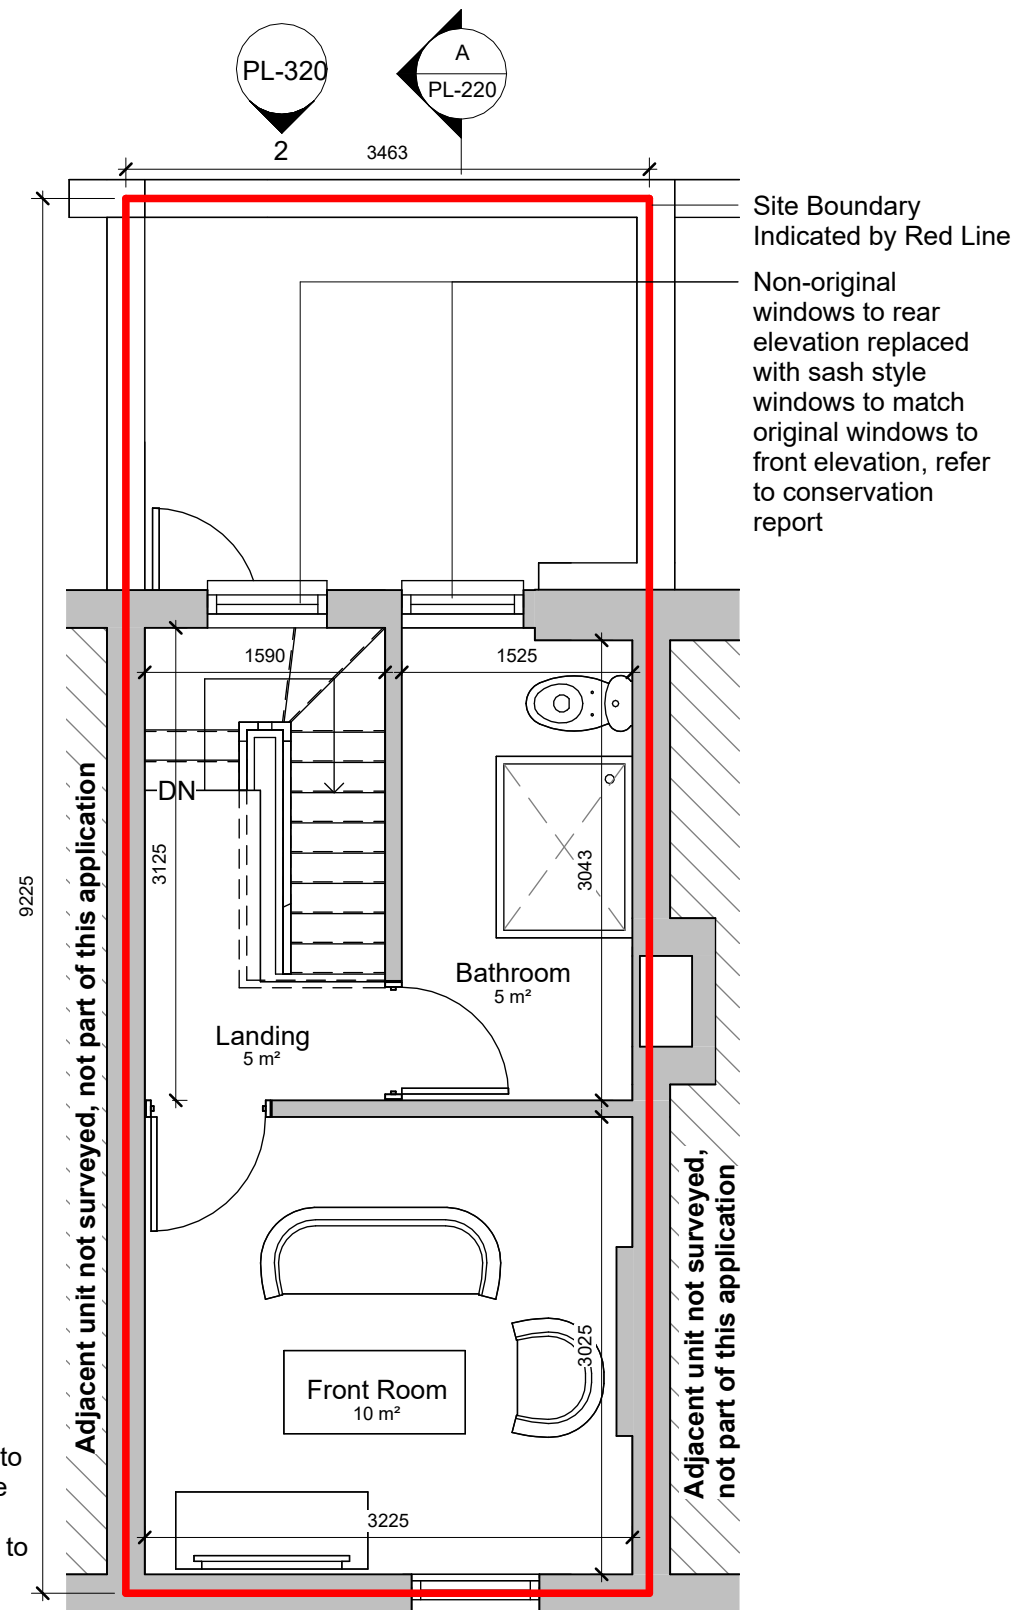 PL-320
2
A
PL-220
3463
Site Boundary
Indicated by Red Line
Non-original
windows to rear
elevation replaced
with sash style
windows to match
original windows to
front elevation, refer
to conservation
report
1590
1525
DN
3125
3043
9225
Bathroom
5 m²
Landing
5 m²
Adjacent unit not surveyed, not part of this application
Adjacent unit not surveyed,
not part of this application
3025
Front Room
10 m²
3225
to
e
to